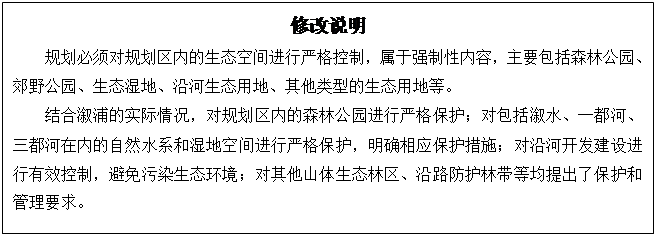 修改说明
规划必须对规划区内的生态空间进行严格控制，属于强制性内容，主要包括森林公园、
郊野公园、生态湿地、沿河生态用地、其他类型的生态用地等。
结合溆浦的实际情况，对规划区内的森林公园进行严格保护；对包括溆水、一都河、
三都河在内的自然水系和湿地空间进行严格保护，明确相应保护措施；对沿河开发建设进
行有效控制，避免污染生态环境；对其他山体生态林区、沿路防护林带等均提出了保护和
管理要求。